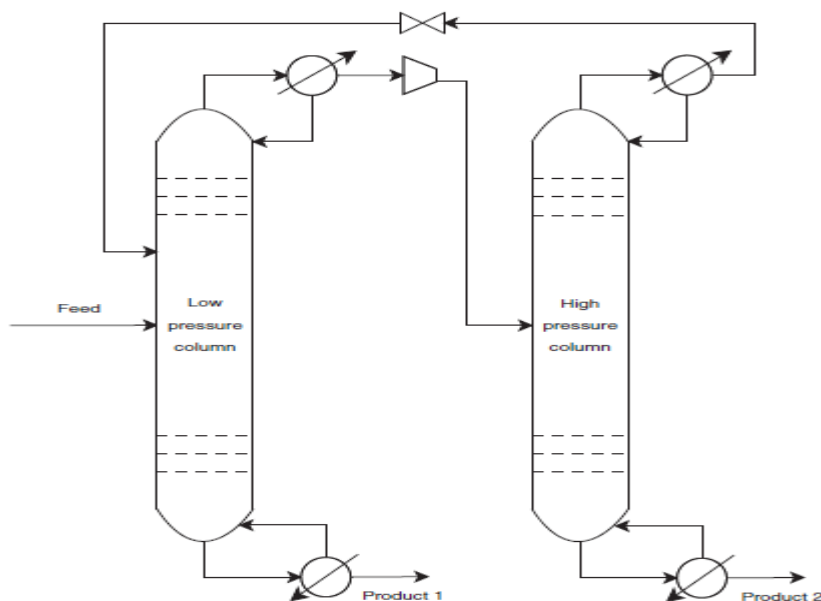 Feed
Low
pressure
column
High
pressure
column
Product 1
Product 2